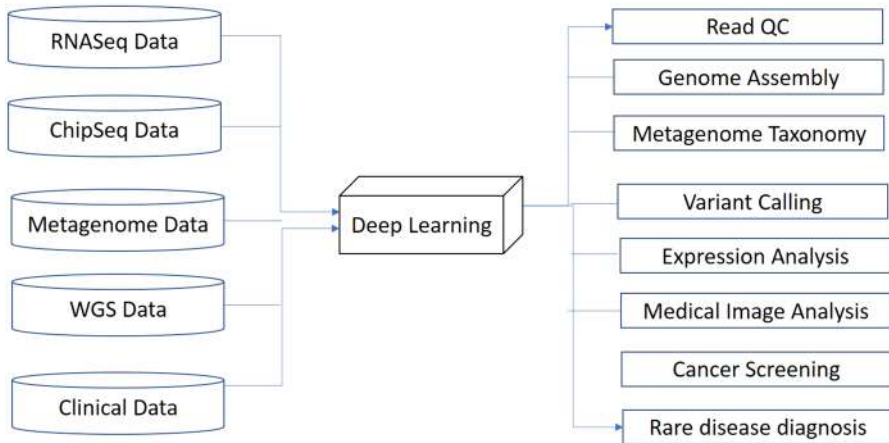 RNASeq Data
ChipSeq Data
Metagenome Data
WGS Data
Clinical Data
Deep Learning
Read QC
Genome Assembly
Metagenome Taxonomy
Variant Calling
Expression Analysis
Medical Image Analysis
Cancer Screening
Rare disease diagnosis